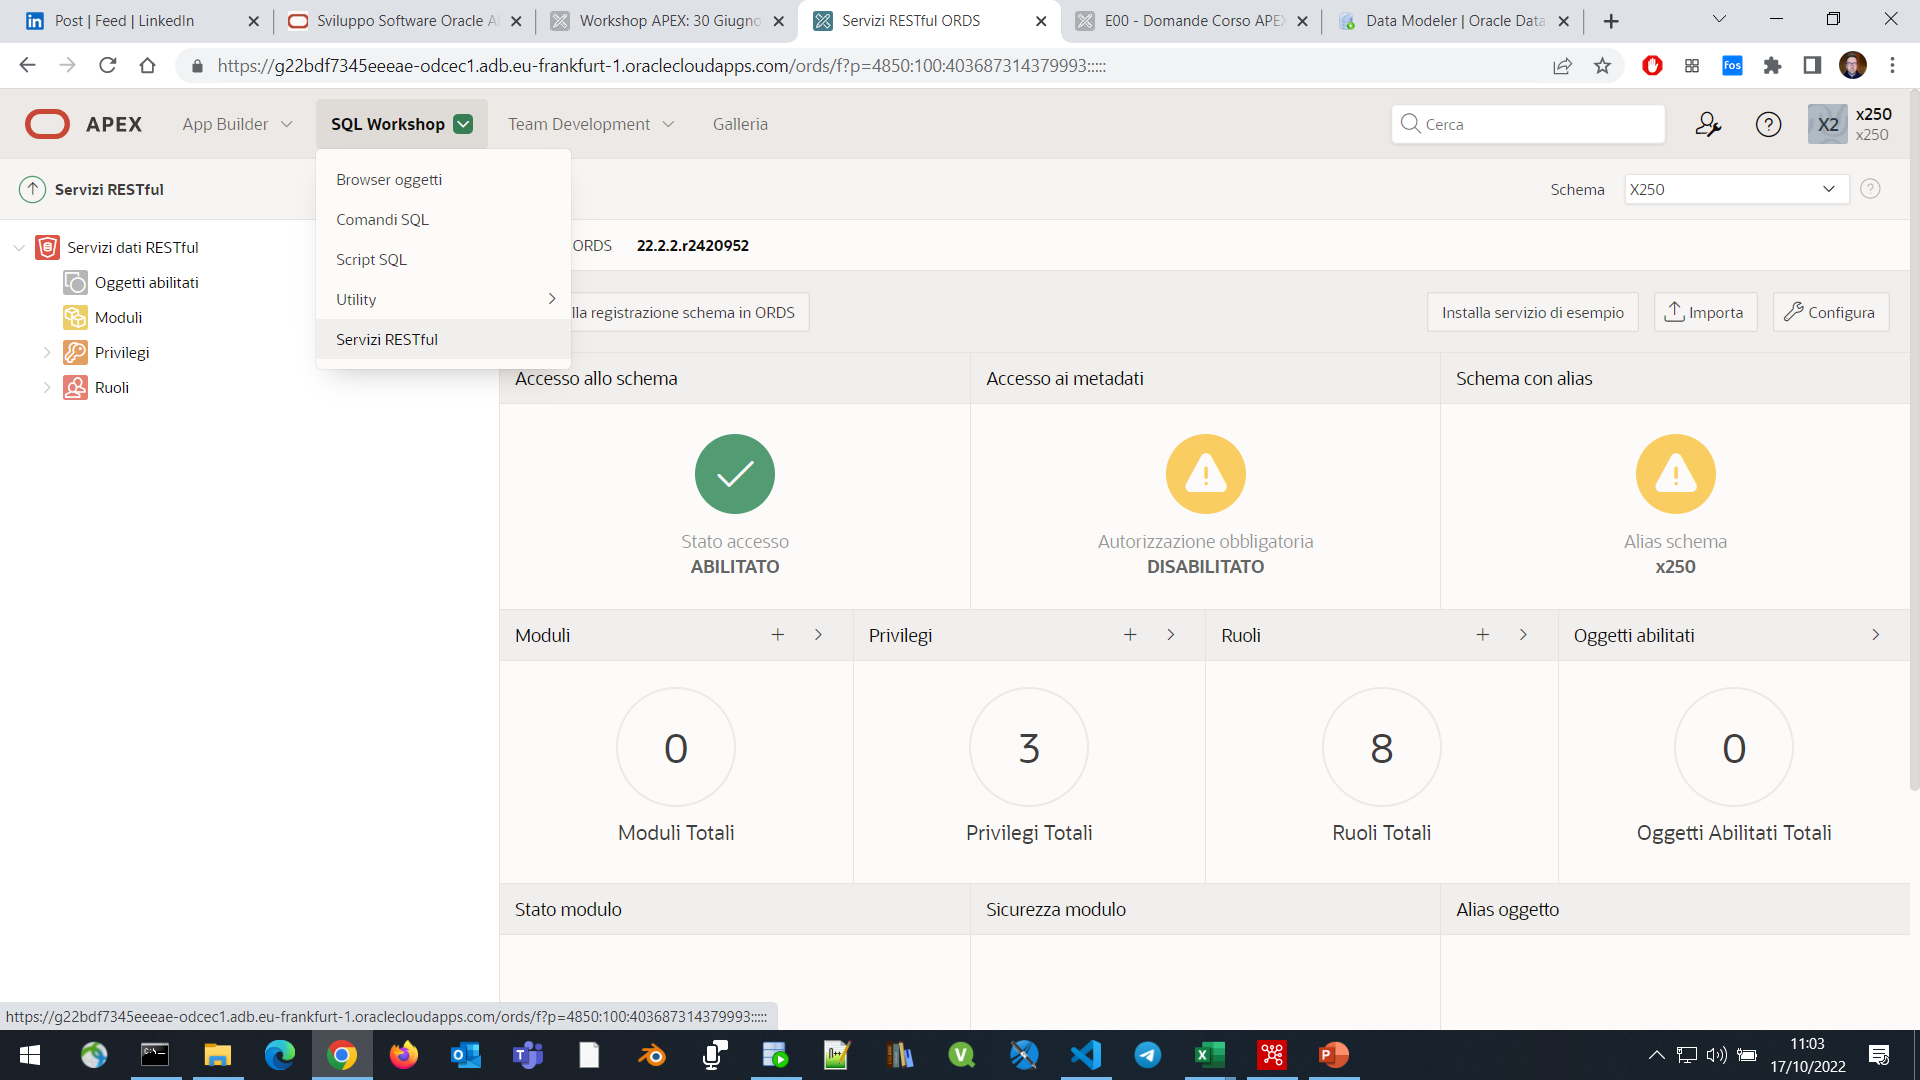 Post | Feed | LinkedIn
Sviluppo Software Oracle A
Workshop APEX: 30 Giugno
Servizi RESTful ORDS
E00 - Domande Corso APEX
Data Modeler | Oracle Data
https://g22bdf7345eeeae-odcec1.adb.eu-frankfurt-1.oraclecloudapps.com/ords/f?p=4850:100:403687314379993:::::
fos
APEX
App Builder
SQL Workshop
Team Development
Galleria
Cerca
X2
x250
x250
Servizi RESTful
Schema
X250
Browser oggetti
Comandi SQL
Script SQL
Utility
Servizi RESTful
Servizi dati RESTful
Oggetti abilitati
Moduli
Privilegi
Ruoli
ORDS 22.2.2.r2420952
lla registrazione schema in ORDS
Installa servizio di esempio
Importa
Configura
Accesso allo schema
Accesso ai metadati
Schema con alias
Stato accesso
ABILITATO
Autorizzazione obbligatoria
DISABILITATO
Alias schema
x250
Moduli
Privilegi
Ruoli
Oggetti abilitati
0
3
8
0
Moduli Totali
Privilegi Totali
Ruoli Totali
Oggetti Abilitati Totali
Stato modulo
Sicurezza modulo
Alias oggetto
https://g22bdf7345eeeae-odcec1.adb.eu-frankfurt-1.oraclecloudapps.com/ords/f?p=4850:100:403687314379993:::::
11:03
17/10/2022